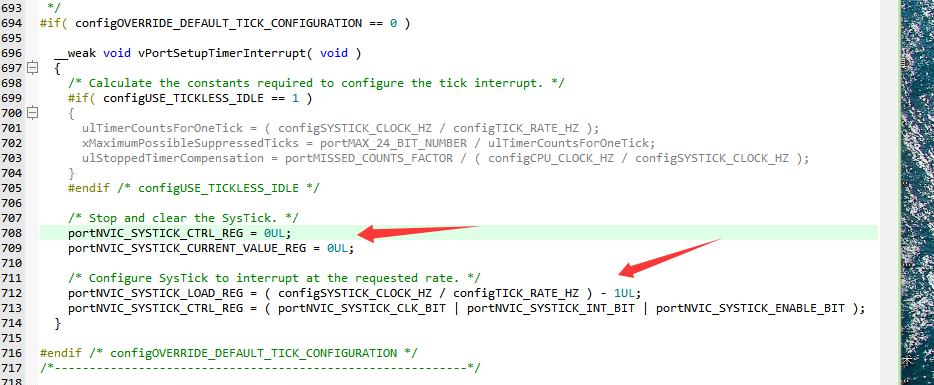 693 */
694 #if( configOVERRIDE_DEFAULT_TICK_CONFIGURATION == 0 )
695
696 __weak void vPortSetupTimerInterrupt( void )
697 {
698 /* Calculate the constants required to configure the tick interrupt. */
699 #if( configUSE_TICKLESS_IDLE == 1 )
700 {
701 ulTimerCountsForOneTick = ( configSYSTICK_CLOCK_HZ / configTICK_RATE_HZ );
702 xMaximumPossibleSuppressedTicks = portMAX_24_BIT_NUMBER / ulTimerCountsForOneTick;
703 ulStoppedTimerCompensation = portMISSED_COUNTS_FACTOR / ( configCPU_CLOCK_HZ / configSYSTICK_CLOCK_HZ );
704 }
705 #endif /* configUSE_TICKLESS_IDLE */
706
707 /* Stop and clear the SysTick. */
708 portNVIC_SYSTICK_CTRL_REG = 0UL;
709 portNVIC_SYSTICK_CURRENT_VALUE_REG = 0UL;
710
711 /* Configure SysTick to interrupt at the requested rate. */
712 portNVIC_SYSTICK_LOAD_REG = ( configSYSTICK_CLOCK_HZ / configTICK_RATE_HZ ) - 1UL;
713 portNVIC_SYSTICK_CTRL_REG = ( portNVIC_SYSTICK_CLK_BIT | portNVIC_SYSTICK_INT_BIT | portNVIC_SYSTICK_ENABLE_BIT );
714 }
715
716 #endif /* configOVERRIDE_DEFAULT_TICK_CONFIGURATION */
717 /*-----------------------------------------------------------*/
718